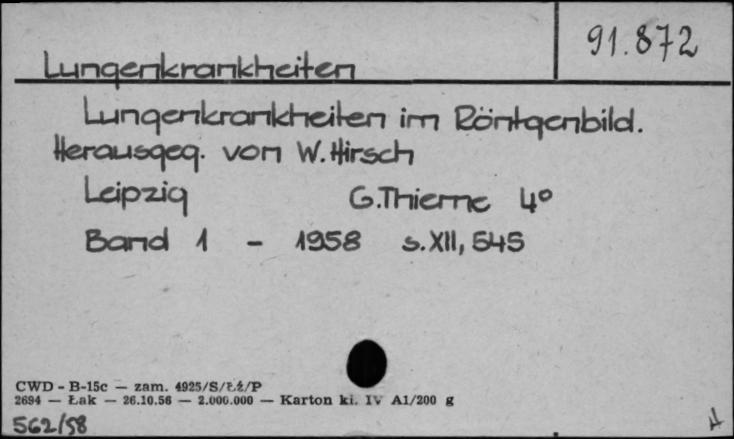 91.872
Lungenkrankheiten
Lungenkrankheiten im Röntgenbild.
Herausgeg. von W. Hirsch
Leipzig G. Thieme 4°
Band 1 - 1958 s. XII, 545
CWD - B-15c — zam. 4925/S/Łż/P
2694 — Łak — 26.10.56 — 2.000.000 — Karton kl. IV A1/200 g
562/58